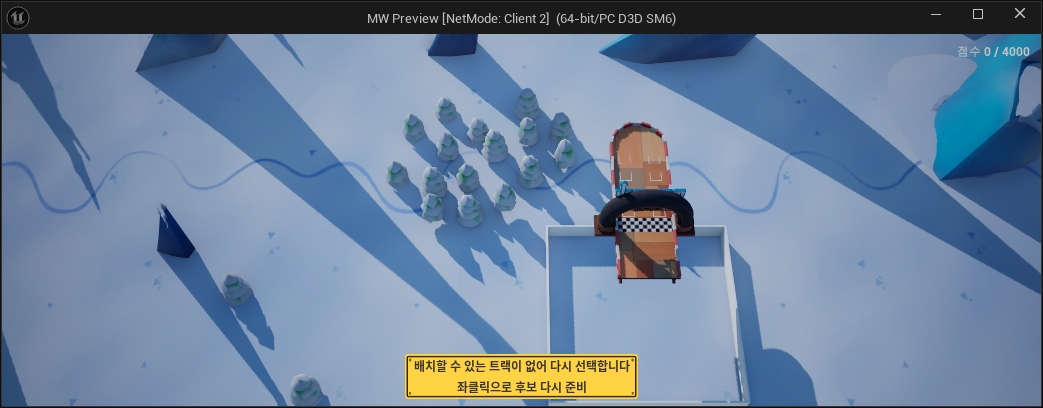 MW Preview [NetMode: Client 2] (64-bit/PC D3D SM6)
점수 0 / 4000
배치할 수 있는 트랙이 없어 다시 선택합니다
좌클릭으로 후보 다시 준비